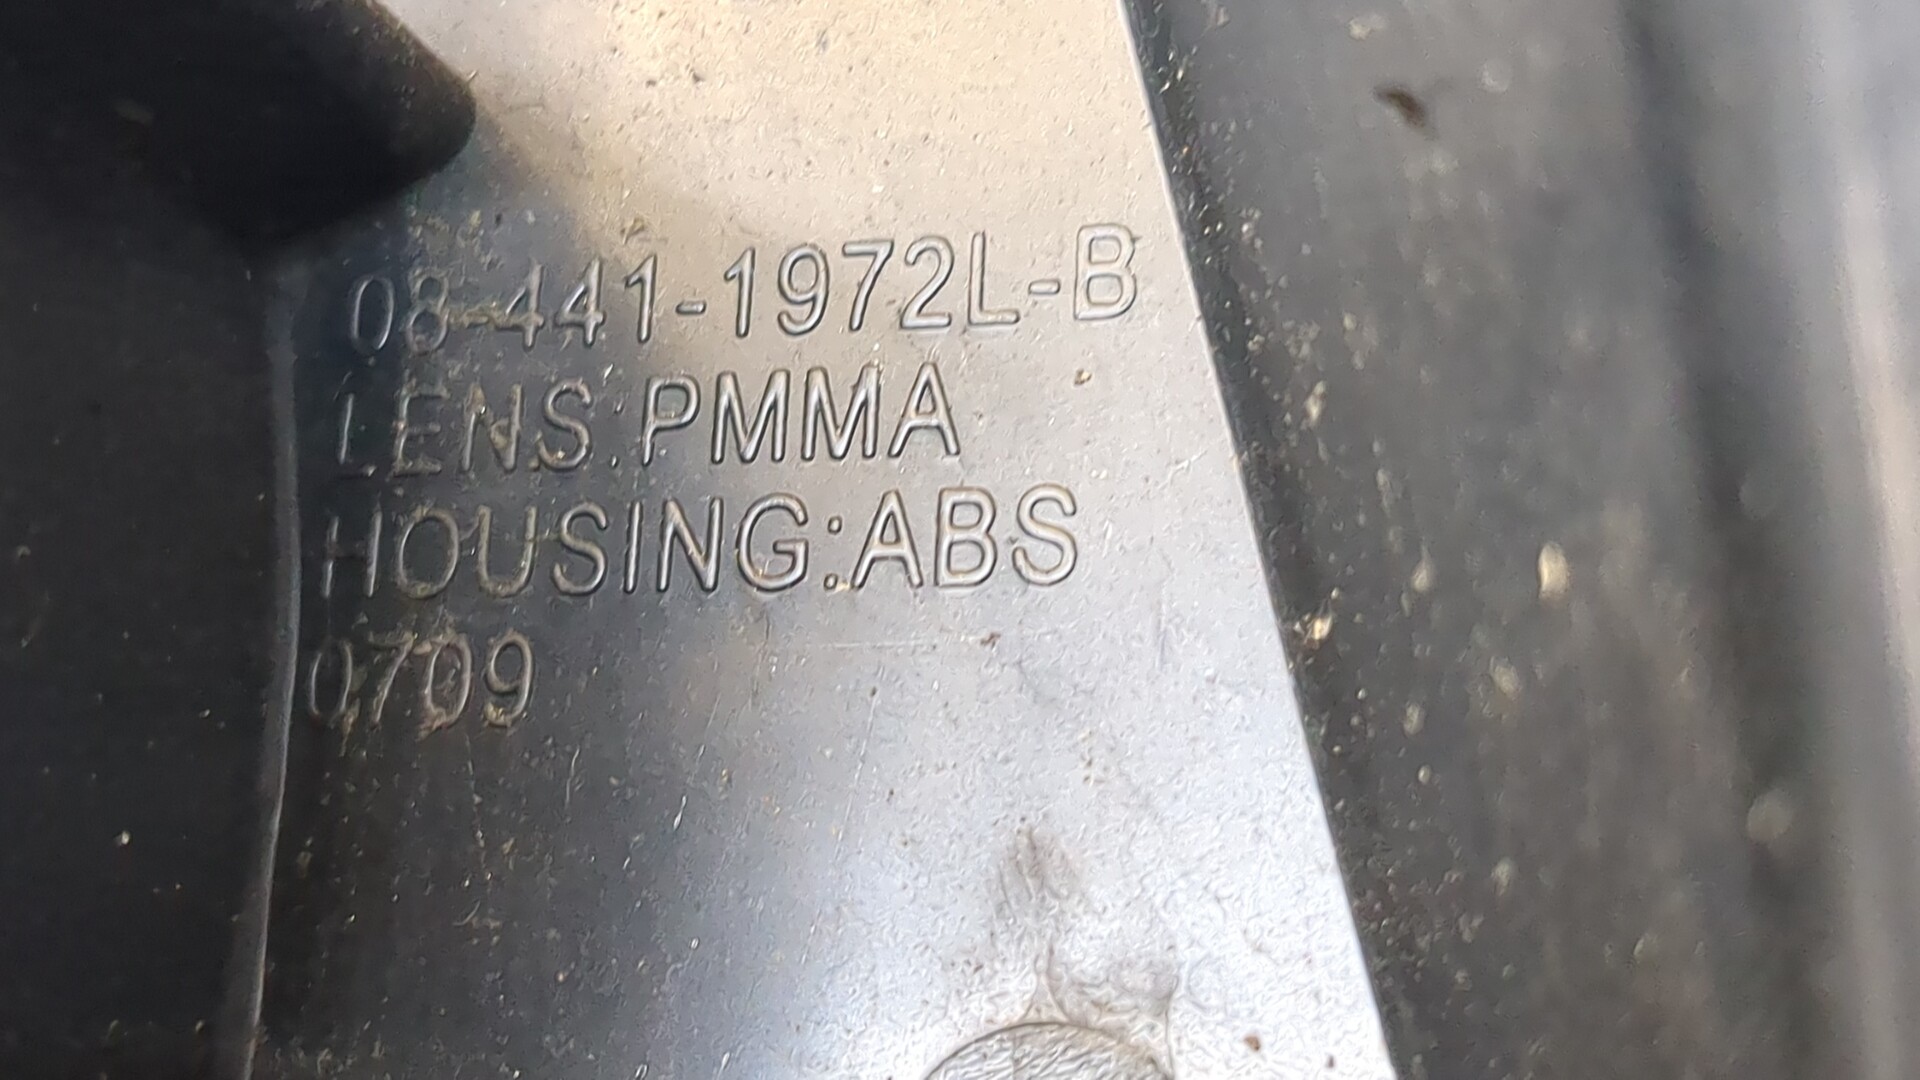 08-441-1972L-B
LENS:PMMA
HOUSING:ABS
0709